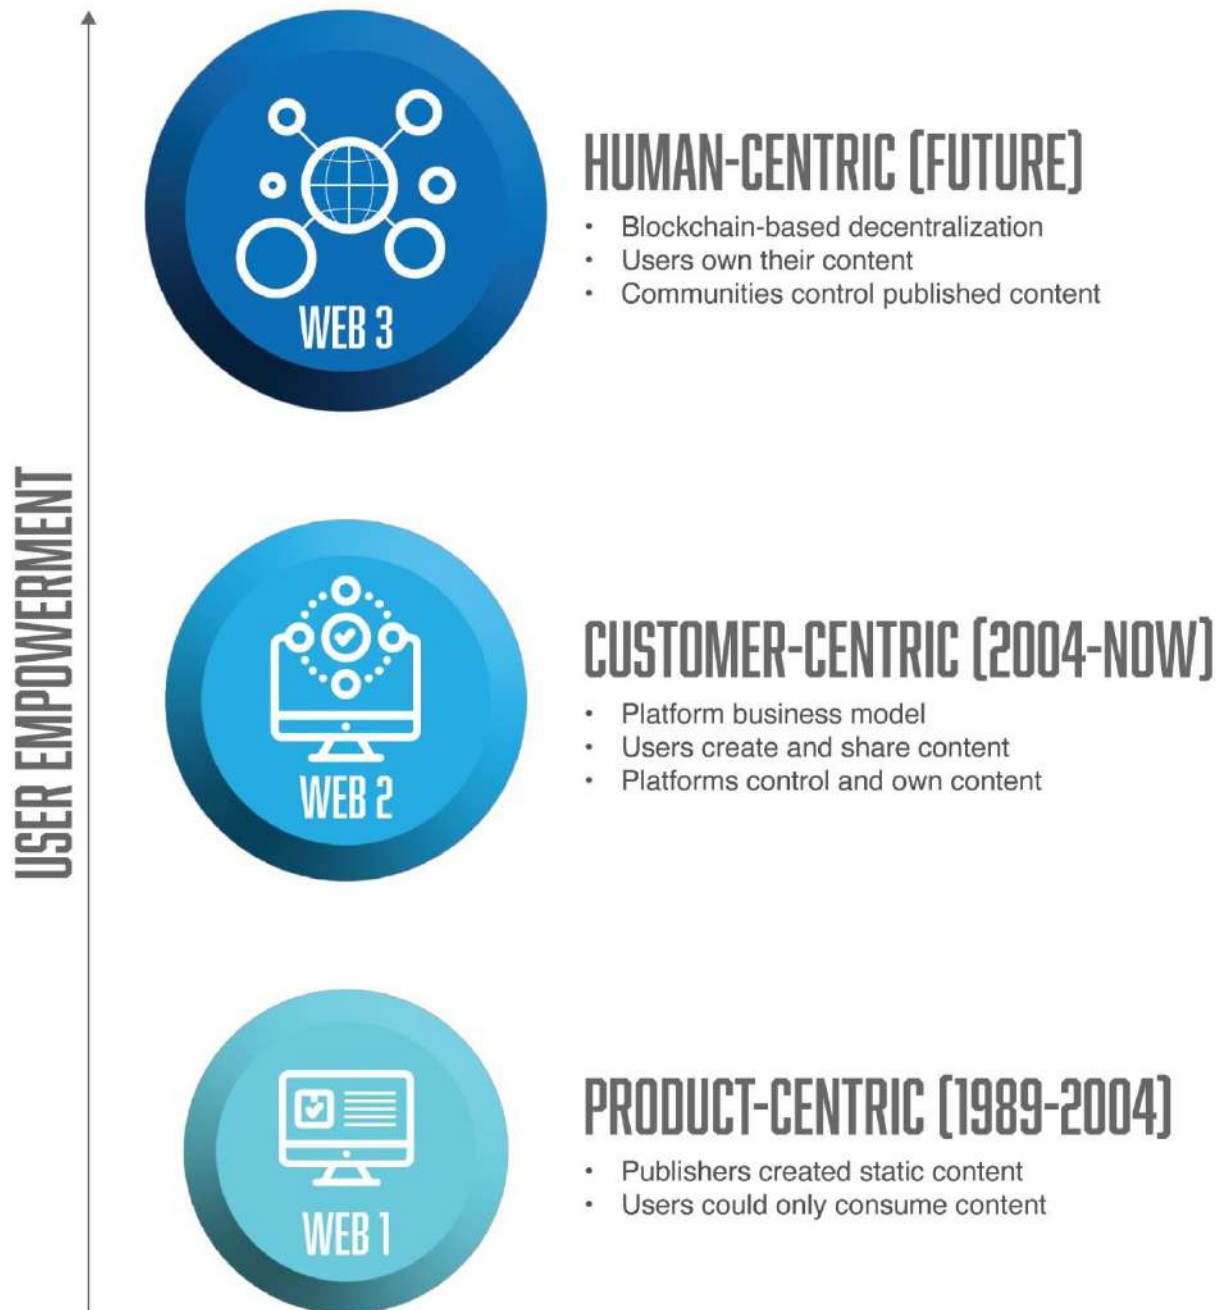 USER EMPOWERMENT
WEB 3
HUMAN-CENTRIC (FUTURE)
• Blockchain-based decentralization
• Users own their content
• Communities control published content
WEB 2
CUSTOMER-CENTRIC (2004-NOW)
• Platform business model
• Users create and share content
• Platforms control and own content
WEB 1
PRODUCT-CENTRIC (1989-2004)
• Publishers created static content
• Users could only consume content